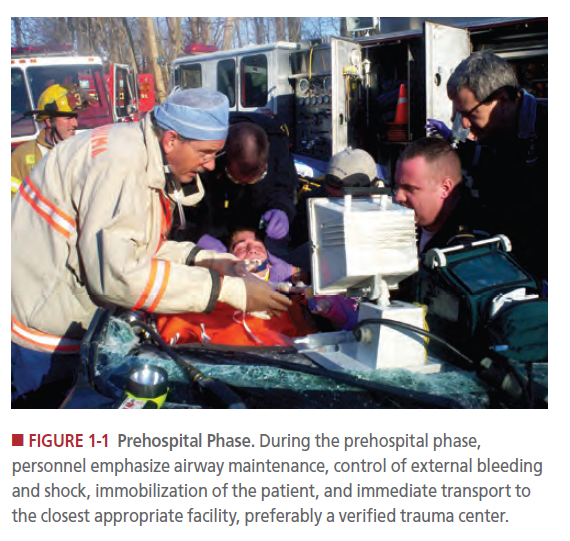 ■ FIGURE 1-1 Prehospital Phase. During the prehospital phase,
personnel emphasize airway maintenance, control of external bleeding
and shock, immobilization of the patient, and immediate transport to
the closest appropriate facility, preferably a verified trauma center.